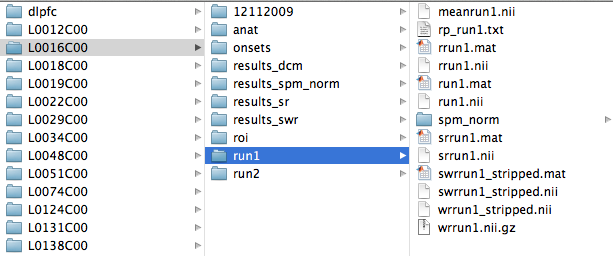 dlpfc
L0012C00
L0016C00
L0018C00
L0019C00
L0022C00
L0029C00
L0034C00
L0048C00
L0051C00
L0074C00
L0124C00
L0131C00
L0138C00
12112009
anat
onsets
results_dcm
results_spm_norm
results_sr
results_swr
roi
run1
run2
meanrun1.nii
rp_run1.txt
rrun1.mat
rrun1.nii
run1.mat
run1.nii
spm_norm
srrun1.mat
srrun1.nii
swrrun1_stripped.mat
swrrun1_stripped.nii
wrrun1_stripped.nii
wrrun1.nii.gz